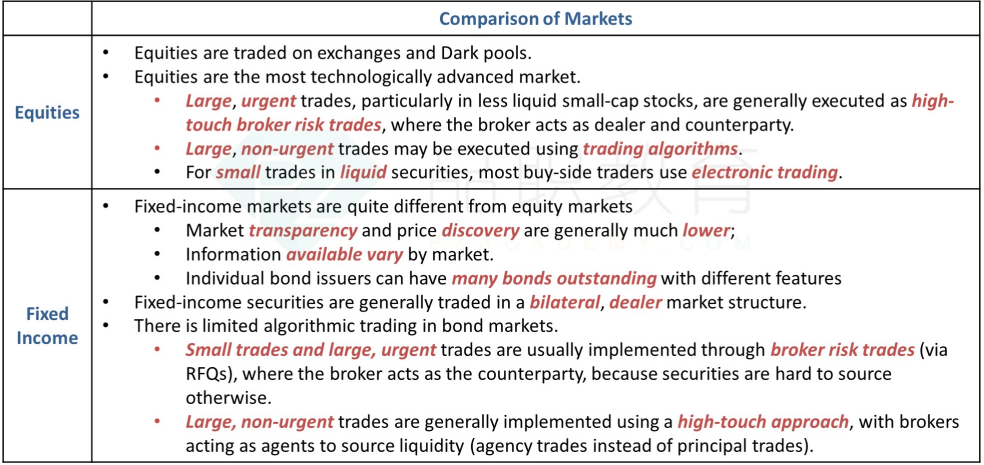 Comparison of Markets
Equities
• Equities are traded on exchanges and Dark pools.
• Equities are the most technologically advanced market.
• Large, urgent trades, particularly in less liquid small-cap stocks, are generally executed as high-
touch broker risk trades, where the broker acts as dealer and counterparty.
• Large, non-urgent trades may be executed using trading algorithms.
• For small trades in liquid securities, most buy-side traders use electronic trading.
Fixed
Income
• Fixed-income markets are quite different from equity markets
• Market transparency and price discovery are generally much lower;
• Information available vary by market.
• Individual bond issuers can have many bonds outstanding with different features
• Fixed-income securities are generally traded in a bilateral, dealer market structure.
• There is limited algorithmic trading in bond markets.
• Small trades and large, urgent trades are usually implemented through broker risk trades (via
RFQs), where the broker acts as the counterparty, because securities are hard to source
otherwise.
• Large, non-urgent trades are generally implemented using a high-touch approach, with brokers
acting as agents to source liquidity (agency trades instead of principal trades).